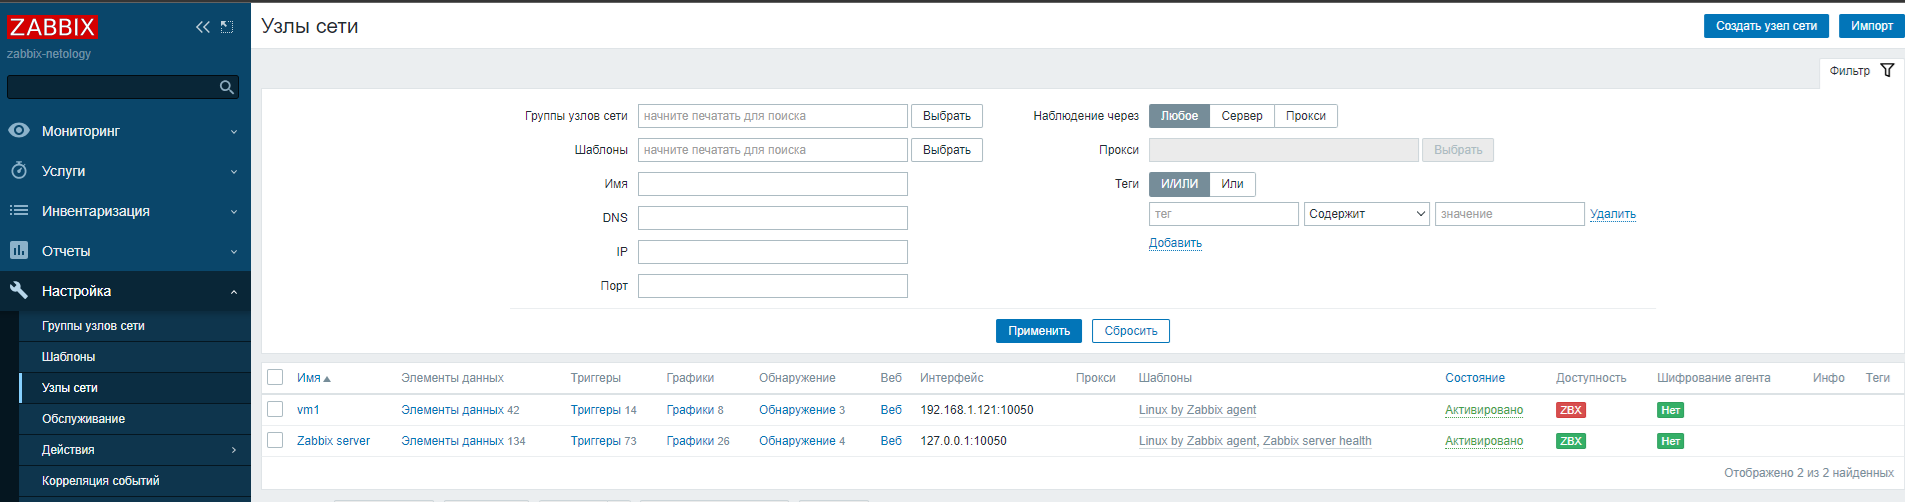 ZABBIX
zabbix-netology
Мониторинг
Услуги
Инвентаризация
Отчеты
Настройка
Группы узлов сети
Шаблоны
Узлы сети
Обслуживание
Действия
Корреляция событий
Узлы сети
Создать узел сети Импорт
Фильтр
Группы узлов сети начните печатать для поиска Выбрать
Шаблоны начните печатать для поиска Выбрать
Имя
DNS
IP
Порт
Наблюдение через Любое Сервер Прокси
Прокси Выбрать
Теги И/ИЛИ Или
тег Содержит значение Удалить
Добавить
Применить Сбросить
Имя Элементы данных Триггеры Графики Обнаружение Веб Интерфейс Прокси Шаблоны Состояние Доступность Шифрование агента Инфо Теги
vm1 Элементы данных 42 Триггеры 14 Графики 8 Обнаружение 3 Веб 192.168.1.121:10050 Linux by Zabbix agent Активировано ZBX Нет
Zabbix server Элементы данных 134 Триггеры 73 Графики 26 Обнаружение 4 Веб 127.0.0.1:10050 Linux by Zabbix agent, Zabbix server health Активировано ZBX Нет
Отображено 2 из 2 найденных